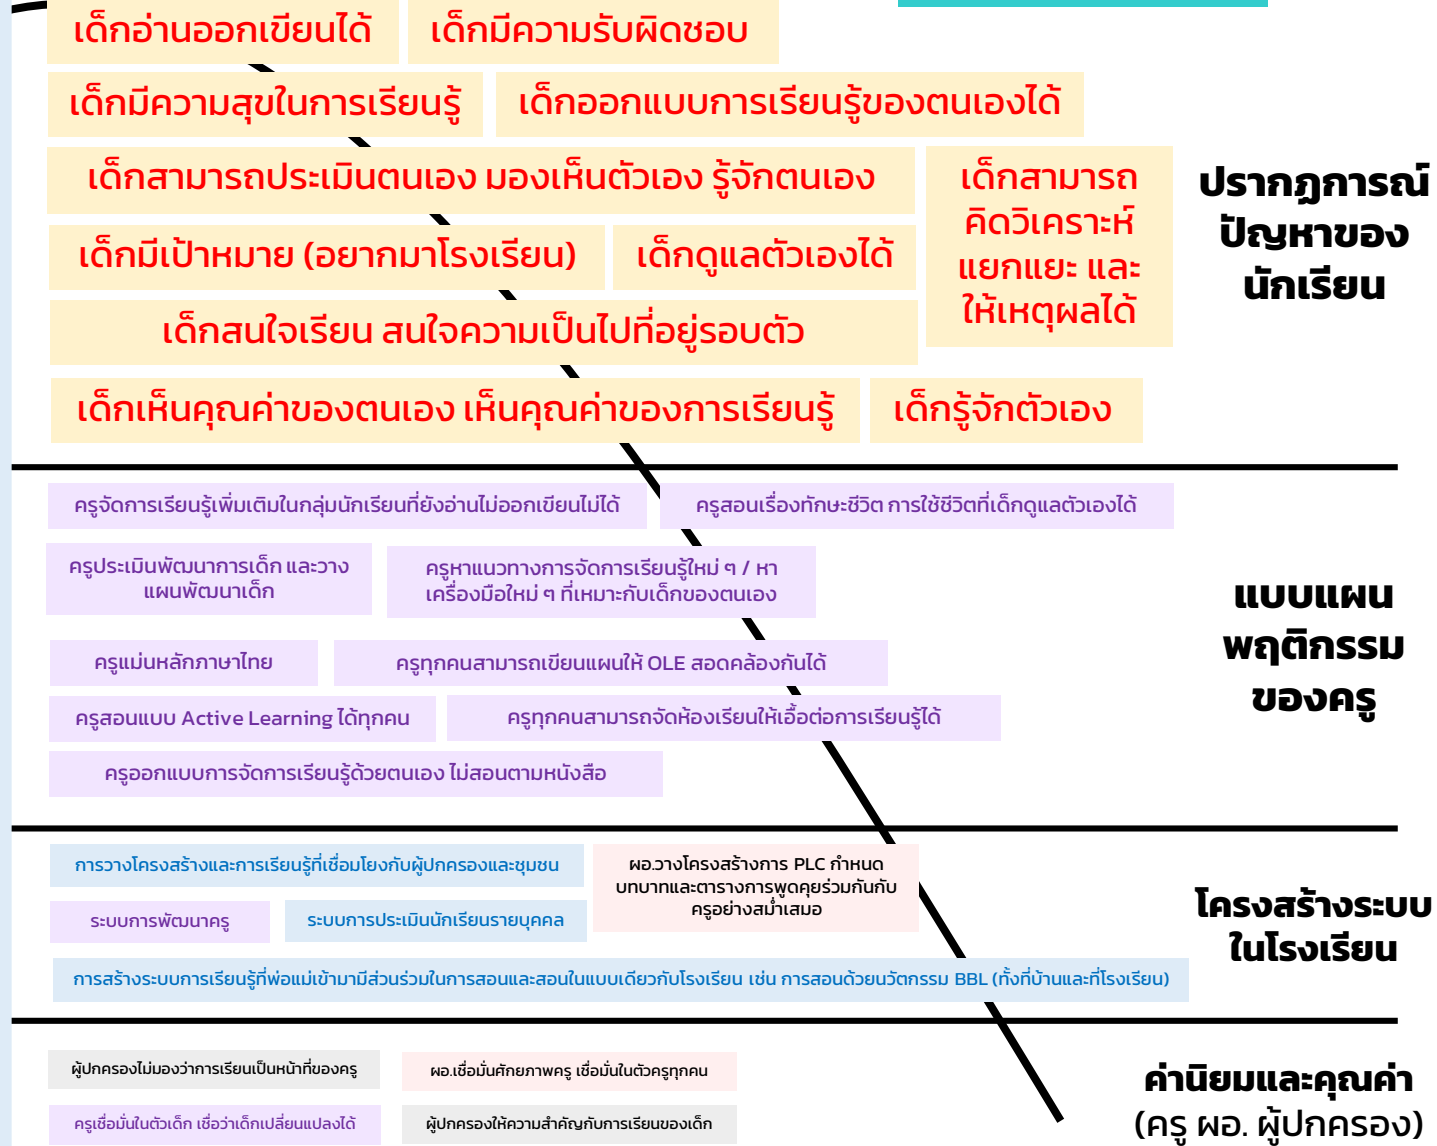 เด็กอ่านออกเขียนได้
เด็กมีความรับผิดชอบ
เด็กมีความสุขในการเรียนรู้
เด็กออกแบบการเรียนรู้ของตนเองได้
เด็กสามารถประเมินตนเอง มองเห็นตัวเอง รู้จักตนเอง
เด็กสามารถ
คิดวิเคราะห์
แยกแยะ และ
ให้เหตุผลได้
เด็กมีเป้าหมาย (อยากมาโรงเรียน)
เด็กดูแลตัวเองได้
เด็กสนใจเรียน สนใจความเป็นไปที่อยู่รอบตัว
เด็กเห็นคุณค่าของตนเอง เห็นคุณค่าของการเรียนรู้
เด็กรู้จักตัวเอง
ปรากฏการณ์
ปัญหาของ
นักเรียน
ครูจัดการเรียนรู้เพิ่มเติมในกลุ่มนักเรียนที่ยังอ่านไม่ออกเขียนไม่ได้
ครูสอนเรื่องทักษะชีวิต การใช้ชีวิตที่เด็กดูแลตัวเองได้
ครูประเมินพัฒนาการเด็ก และวาง
แผนพัฒนาเด็ก
ครูหาแนวทางการจัดการเรียนรู้ใหม่ ๆ / หา
เครื่องมือใหม่ ๆ ที่เหมาะกับเด็กของตนเอง
ครูแม่นหลักภาษาไทย
ครูทุกคนสามารถเขียนแผนให้ OLE สอดคล้องกันได้
ครูสอนแบบ Active Learning ได้ทุกคน
ครูทุกคนสามารถจัดห้องเรียนให้เอื้อต่อการเรียนรู้ได้
ครูออกแบบการจัดการเรียนรู้ด้วยตนเอง ไม่สอนตามหนังสือ
แบบแผน
พฤติกรรม
ของครู
การวางโครงสร้างและการเรียนรู้ที่เชื่อมโยงกับผู้ปกครองและชุมชน
ผอ.วางโครงสร้างการ PLC กำหนด
บทบาทและตารางการพูดคุยร่วมกันกับ
ครูอย่างสม่ำเสมอ
ระบบการพัฒนาครู
ระบบการประเมินนักเรียนรายบุคคล
การสร้างระบบการเรียนรู้ที่พ่อแม่เข้ามามีส่วนร่วมในการสอนและสอนในแบบเดียวกับโรงเรียน เช่น การสอนด้วยนวัตกรรม BBL (ทั้งที่บ้านและที่โรงเรียน)
โครงสร้างระบบ
ในโรงเรียน
ผู้ปกครองไม่มองว่าการเรียนเป็นหน้าที่ของครู
ผอ.เชื่อมั่นศักยภาพครู เชื่อมั่นในตัวครูทุกคน
ครูเชื่อมั่นในตัวเด็ก เชื่อว่าเด็กเปลี่ยนแปลงได้
ผู้ปกครองให้ความสำคัญกับการเรียนของเด็ก
ค่านิยมและคุณค่า
(ครู ผอ. ผู้ปกครอง)